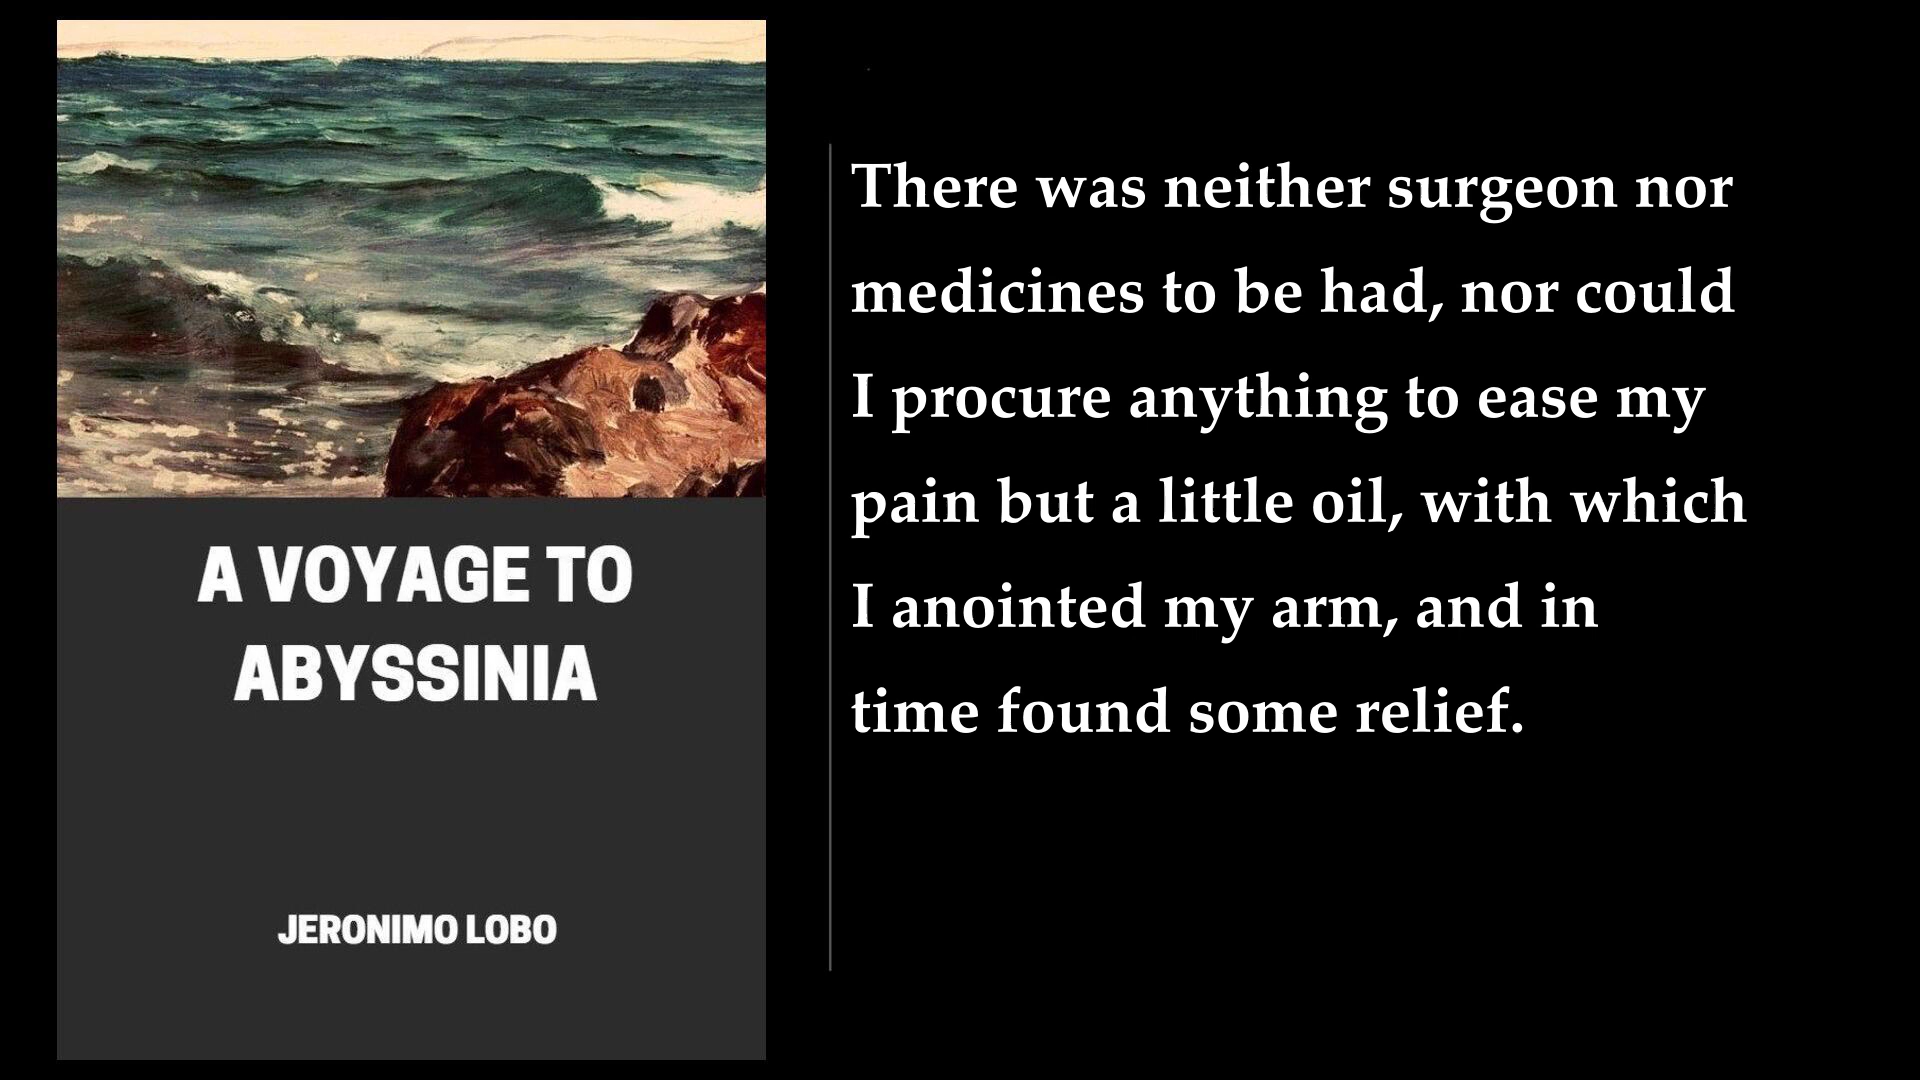 A VOYAGE TO
ABYSSINIA
JERONIMO LOBO
There was neither surgeon nor
medicines to be had, nor could
I procure anything to ease my
pain but a little oil, with which
I anointed my arm, and in
time found some relief.